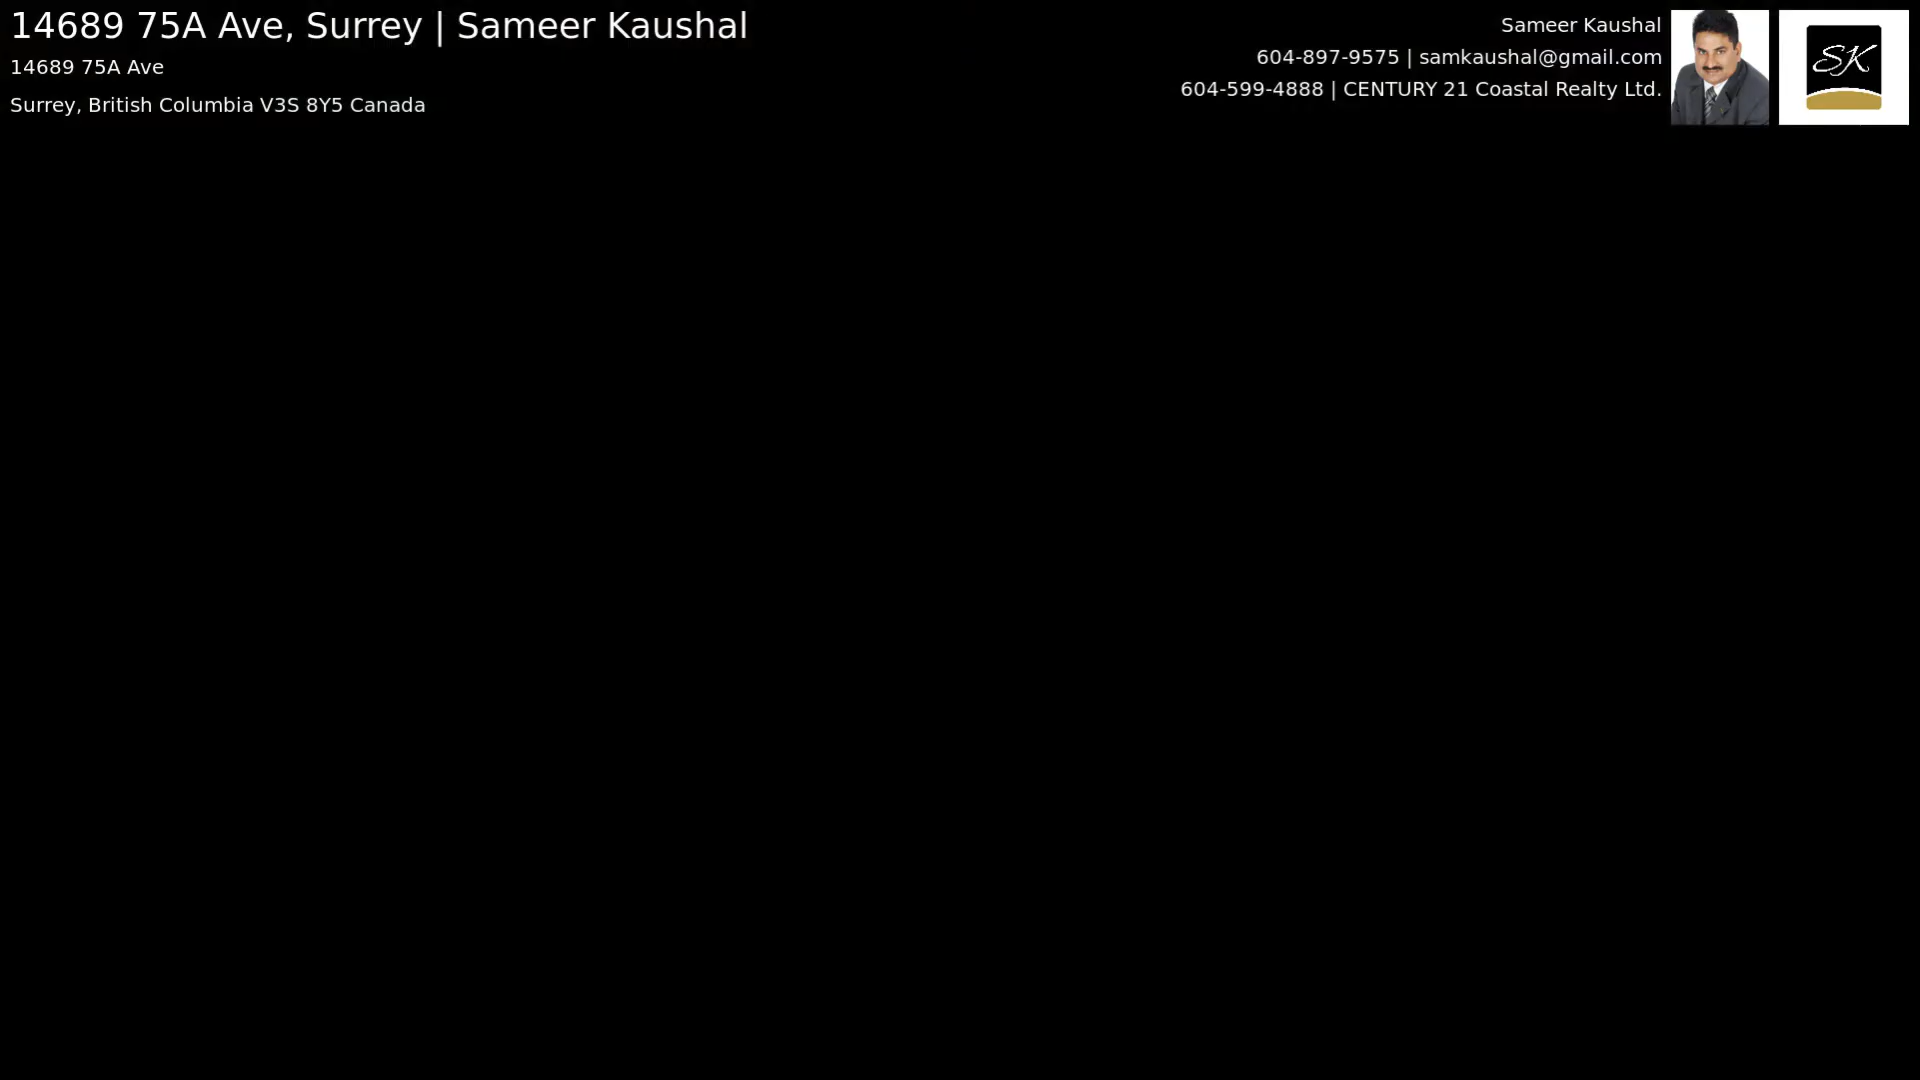 14689 75A Ave, Surrey | Sameer Kaushal
14689 75A Ave
Surrey, British Columbia V3S 8Y5 Canada
Sameer Kaushal
604-897-9575 | samkaushal@gmail.com
604-599-4888 | CENTURY 21 Coastal Realty Ltd.
SK